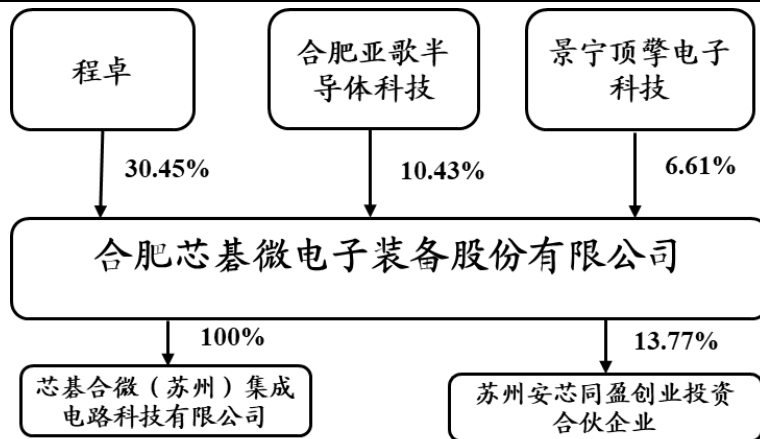 程卓
合肥亚歌半
导体科技
景宁顶擎电子
科技
30.45%
10.43%
6.61%
合肥芯碁微电子装备股份有限公司
100%
13.77%
芯碁合微（苏州）集成
电路科技有限公司
苏州安芯同盈创业投资
合伙企业